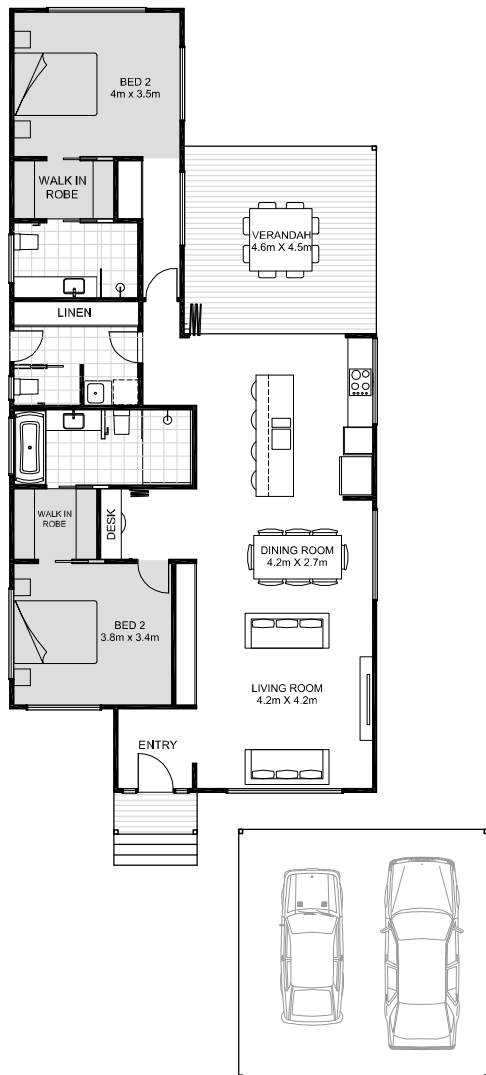 BED 2
4m x 3.5m
WALK IN
ROBE
VERANDAH
4.6m X 4.5m
LINEN
WALK IN
ROBE
DESK
DINING ROOM
4.2m X 2.7m
BED 2
3.8m x 3.4m
LIVING ROOM
4.2m X 4.2m
ENTRY